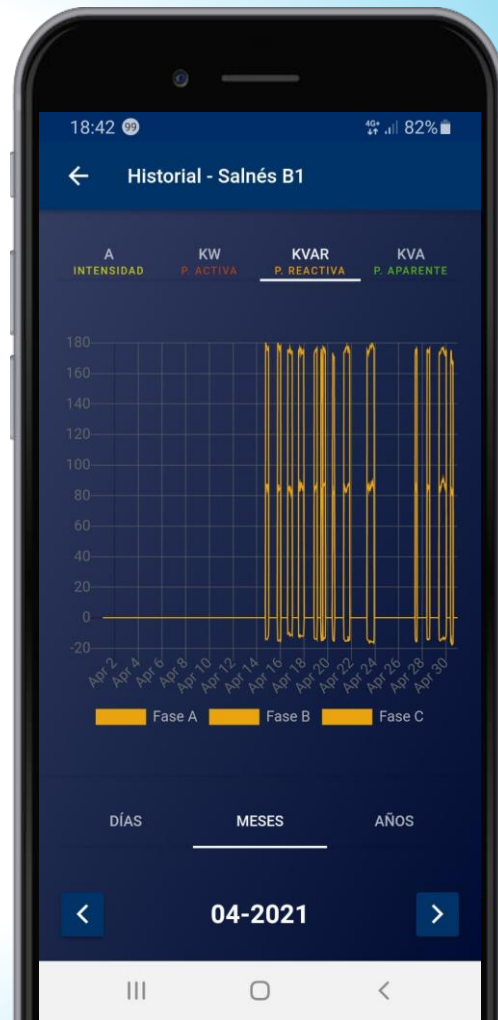 18:42 99 4G+ 82%
Historial - Salnés B1
A KW KVAR KVA
INTENSIDAD P. ACTIVA P. REACTIVA P. APARENTE
180
160
140
120
100
80
60
40
20
0
-20
Apr 2 Apr 4 Apr 6 Apr 8 Apr 10 Apr 12 Apr 14 Apr 16 Apr 18 Apr 20 Apr 22 Apr 24 Apr 26 Apr 28 Apr 30
Fase A Fase B Fase C
DÍAS MESES AÑOS
04-2021